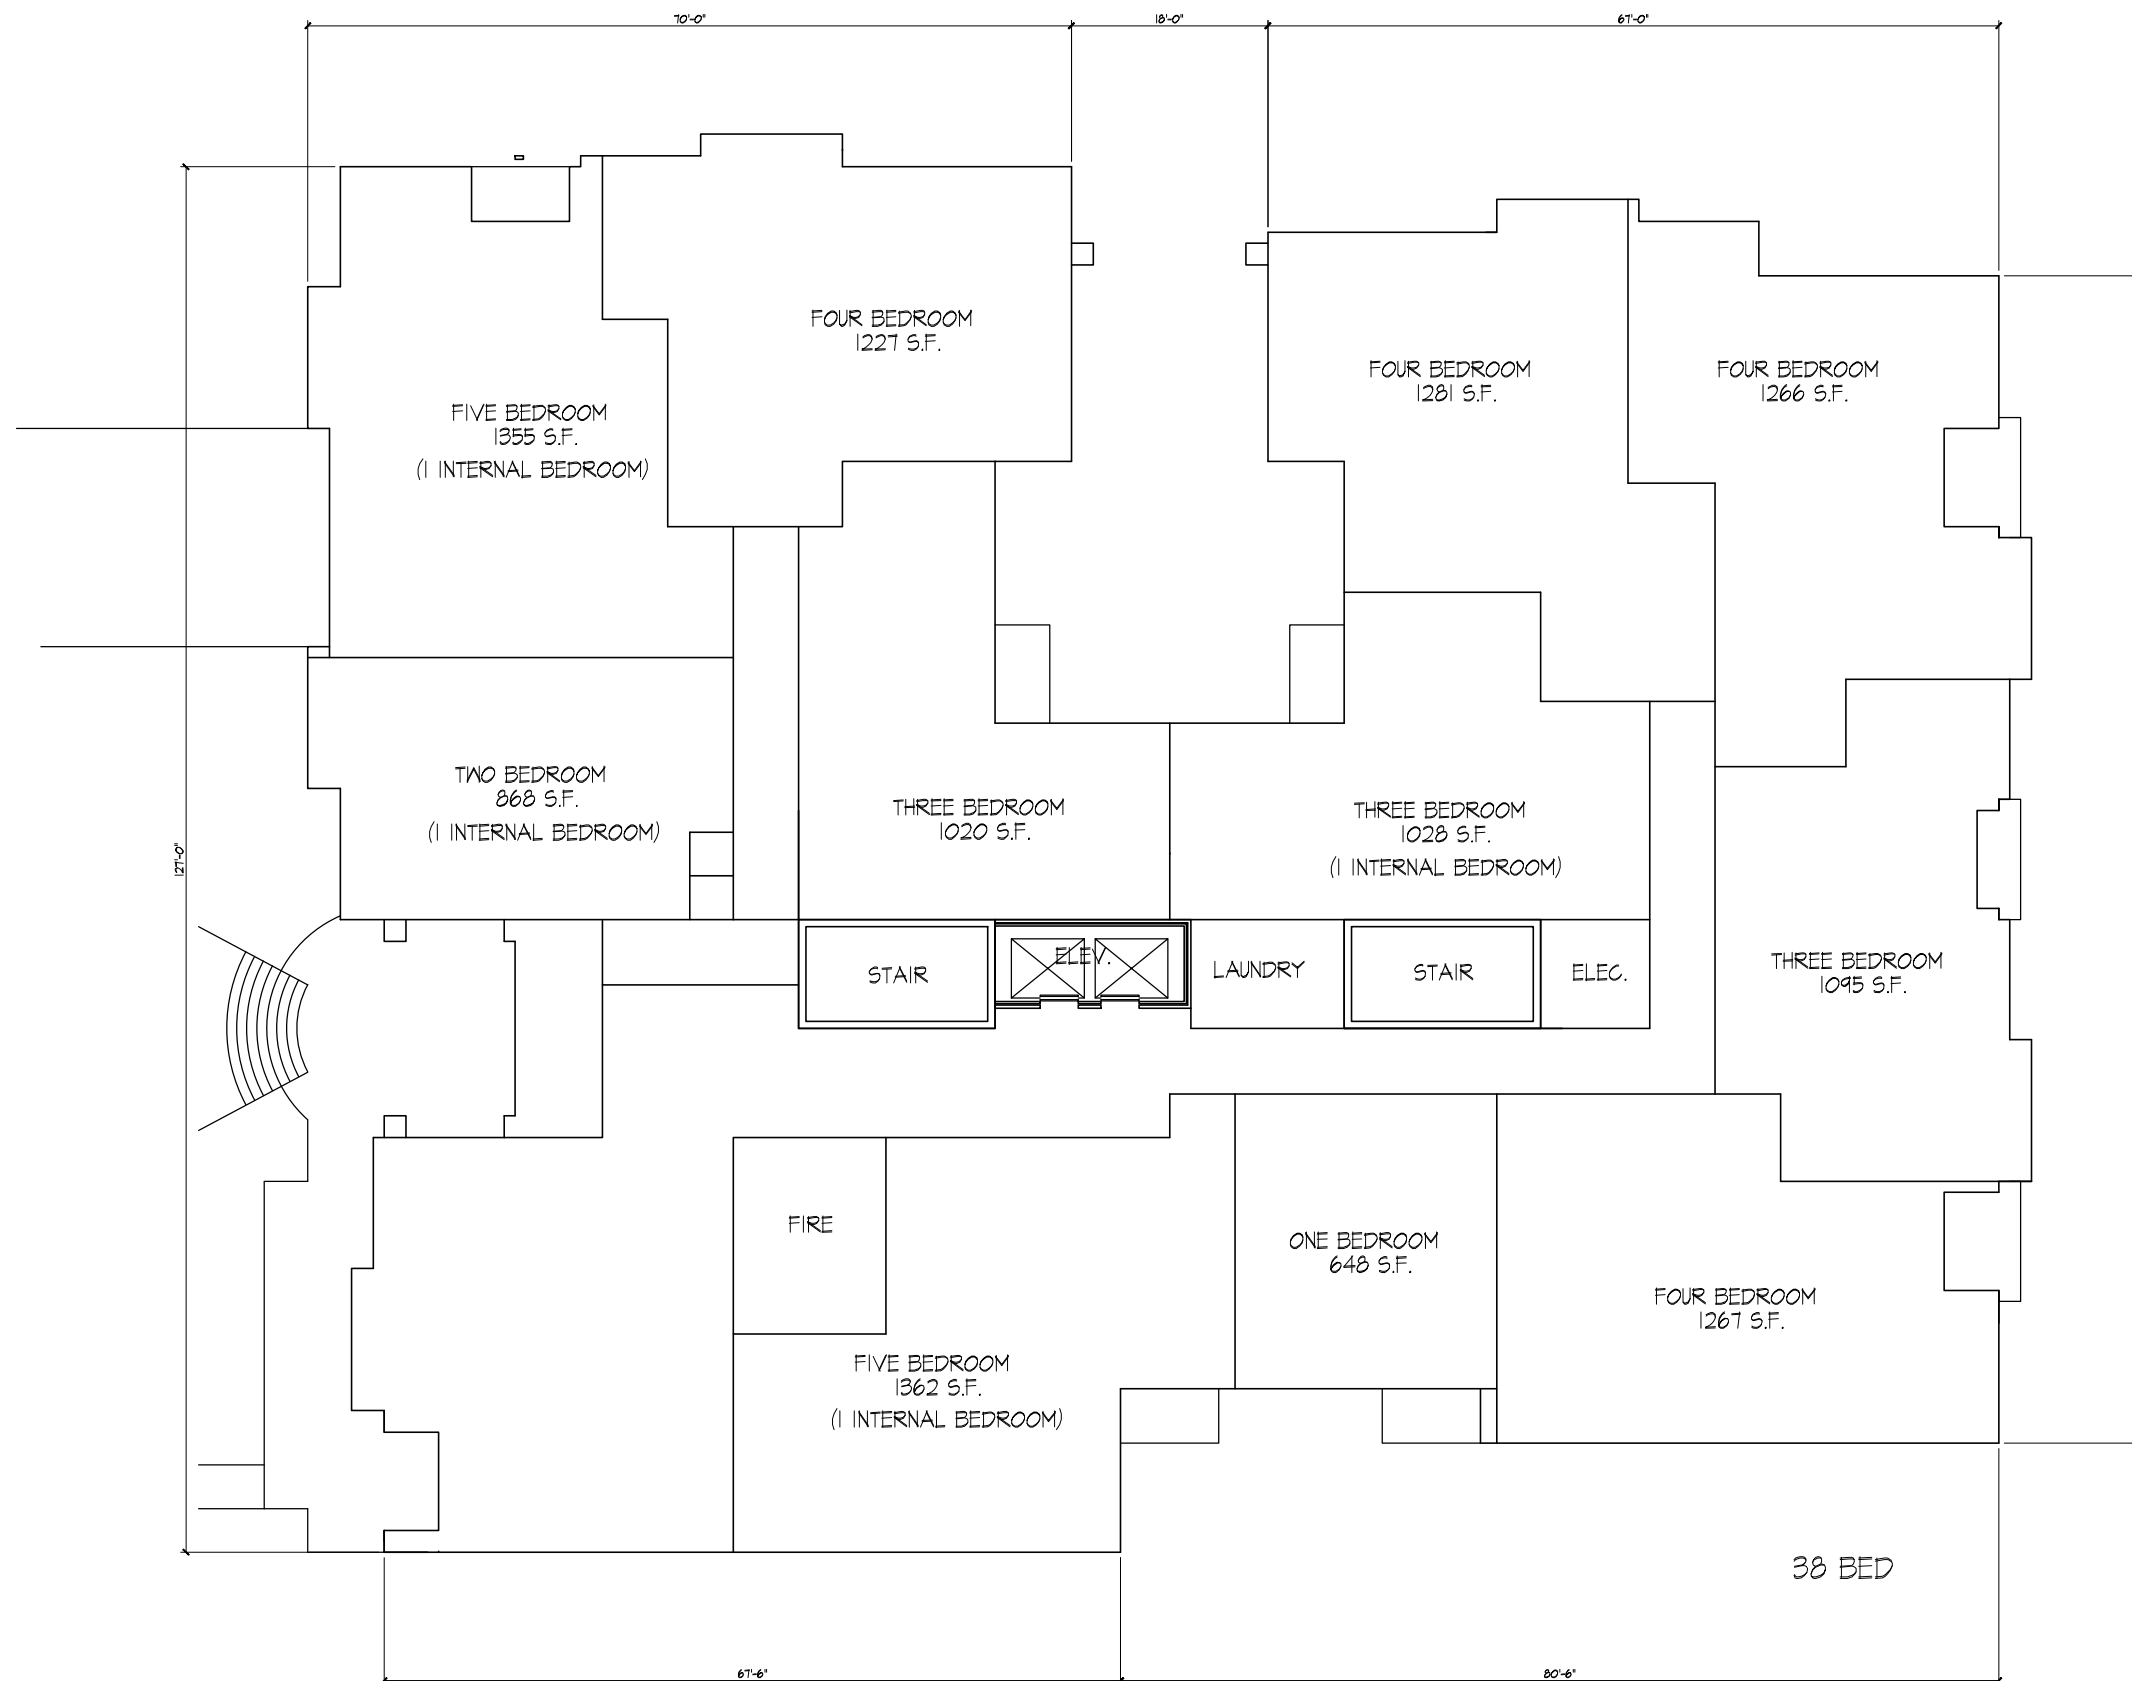 70'-0"
18'-0"
67'-0"
FOUR BEDROOM
1227 S.F.
FOUR BEDROOM
1281 S.F.
FOUR BEDROOM
1266 S.F.
FIVE BEDROOM
1355 S.F.
(1 INTERNAL BEDROOM)
TWO BEDROOM
868 S.F.
(1 INTERNAL BEDROOM)
THREE BEDROOM
1020 S.F.
THREE BEDROOM
1028 S.F.
(1 INTERNAL BEDROOM)
127'-0"
STAIR
ELEV.
LAUNDRY
STAIR
ELEC.
THREE BEDROOM
1095 S.F.
FIRE
ONE BEDROOM
648 S.F.
FOUR BEDROOM
1267 S.F.
FIVE BEDROOM
1362 S.F.
(1 INTERNAL BEDROOM)
38 BED
67'-6"
80'-6"